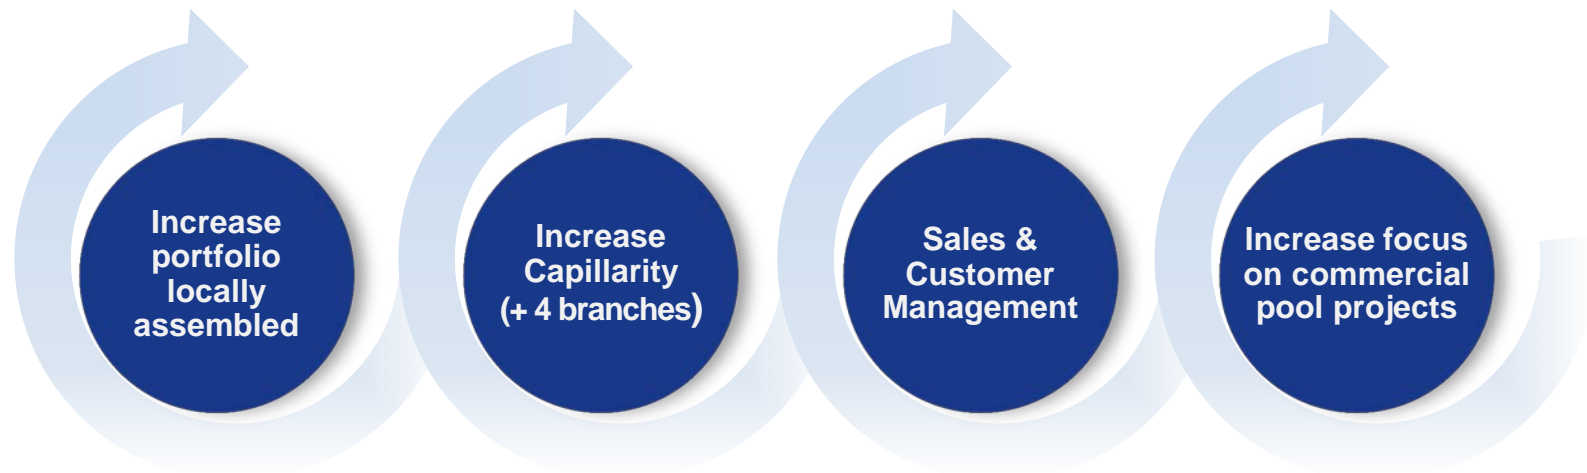 Increase
portfolio
locally
assembled
Increase
Capillarity
(+ 4 branches)
Sales &
Customer
Management
Increase focus
on commercial
pool projects